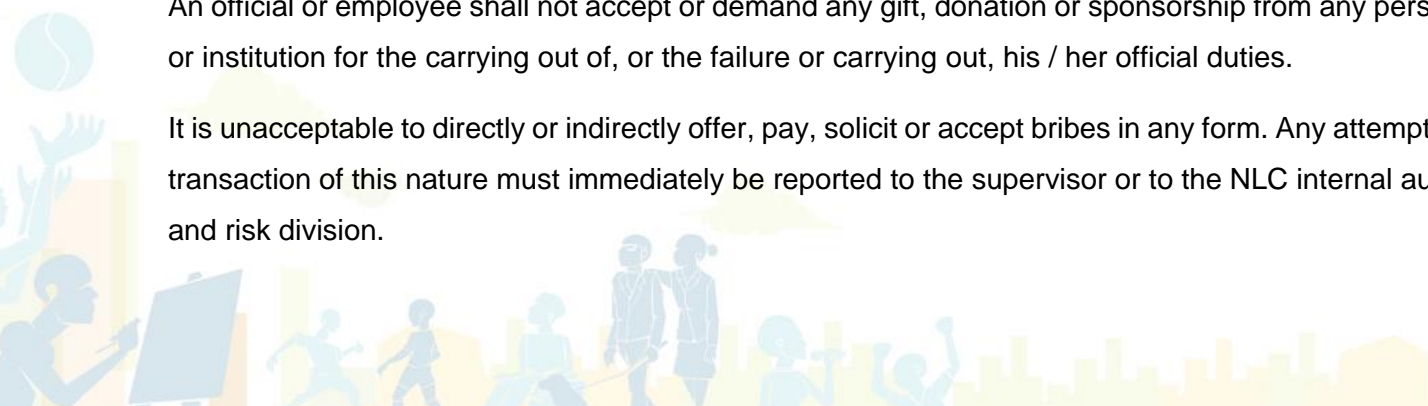 An official or employee shall not accept or demand any gift, donation or sponsorship from any
or institution for the carrying out of, or the failure or carrying out, his / her official duties.
It is unacceptable to directly or indirectly offer, pay, solicit or accept bribes in any form. Any
transaction of this nature must immediately be reported to the supervisor or to the NLC internal
and risk division.